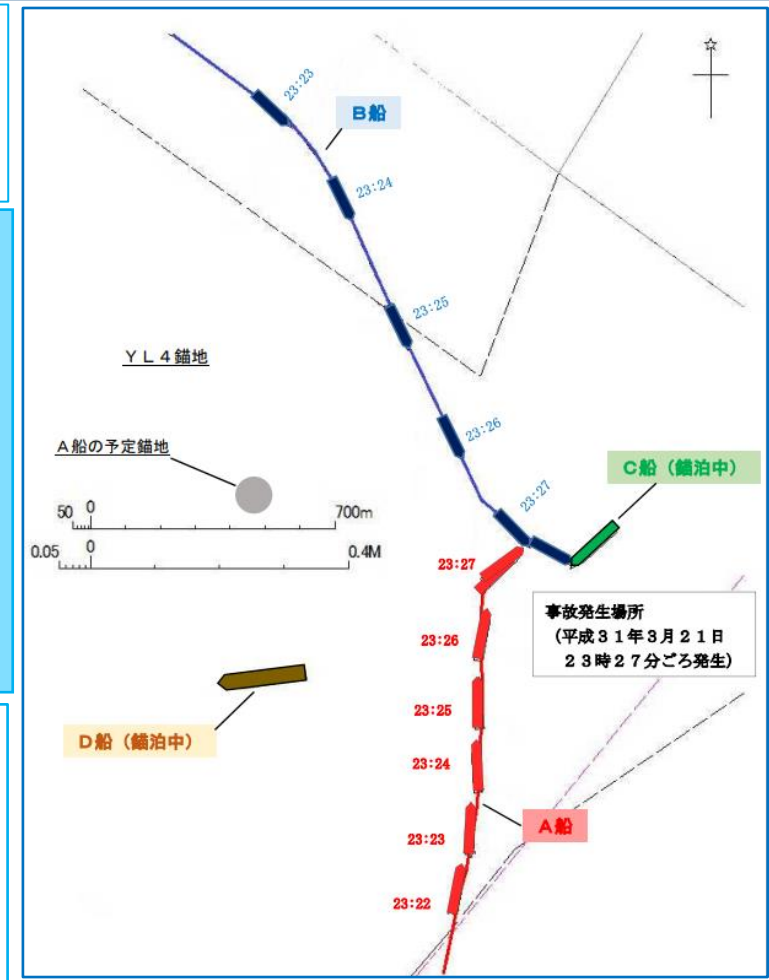 23:23
B船
23:24
23:25
YL4錨地
23:26
A船の予定錨地
C船（錨泊中）
23:27
50 0 700m
0.05 0 0.4M
23:27
事故発生場所
(平成31年3月21日
23時27分ごろ発生)
23:26
23:25
D船（錨泊中）
23:24
A船
23:23
23:22